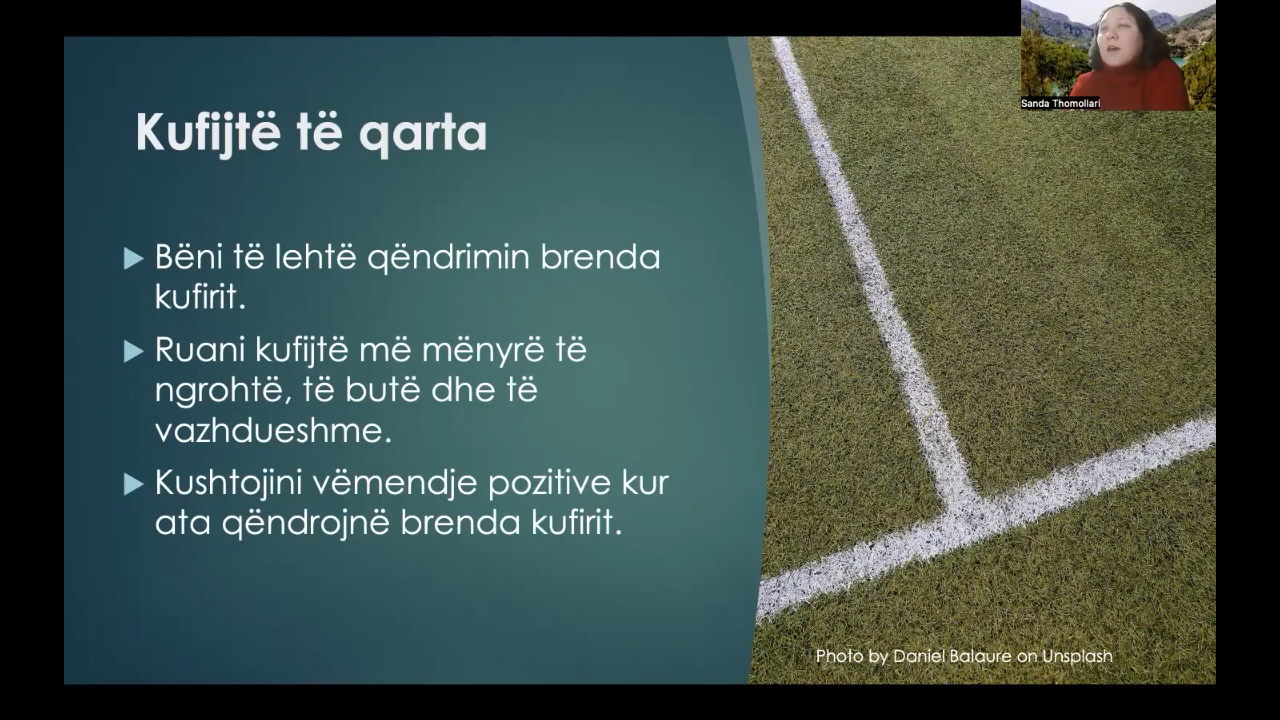 Sanda Thomollari
Kufijtë të qarta
Bëni të lehtë qëndrimin brenda
kufirit.
Ruani kufijtë më mënyrë të
ngrohtë, të butë dhe të
vazhdueshme.
Kushtojini vëmendje pozitive kur
ata qëndrojnë brenda kufirit.
Photo by Daniel Balaure on Unsplash